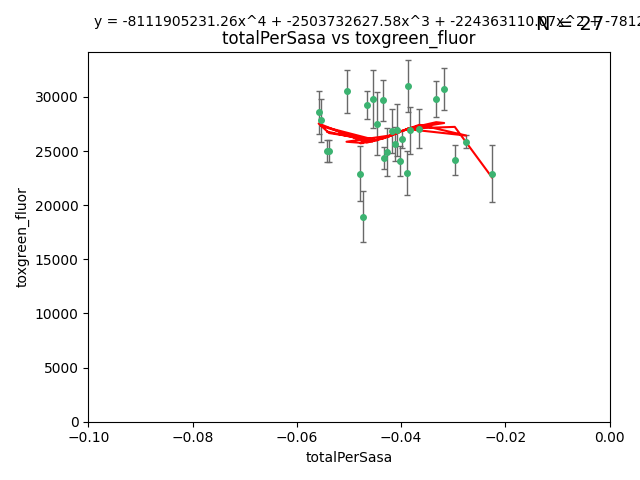 y = -8111905231.26x^4 + -2503732627.58x^3 + -224363110.07x^2 + -7812
N = 27
totalPerSasa vs toxgreen_fluor
30000
25000
20000
15000
10000
5000
0
toxgreen_fluor
−0.10 −0.08 −0.06 −0.04 −0.02 0.00
totalPerSasa